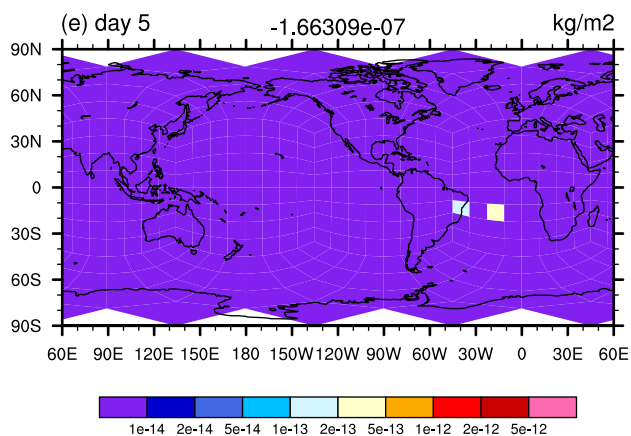 (e) day 5 -1.66309e-07 kg/m2
90N
60N
30N
0
30S
60S
90S
60E 90E 120E 150E 180 150W 120W 90W 60W 30W 0 30E 60E
1e-14 2e-14 5e-14 1e-13 2e-13 5e-13 1e-12 2e-12 5e-12